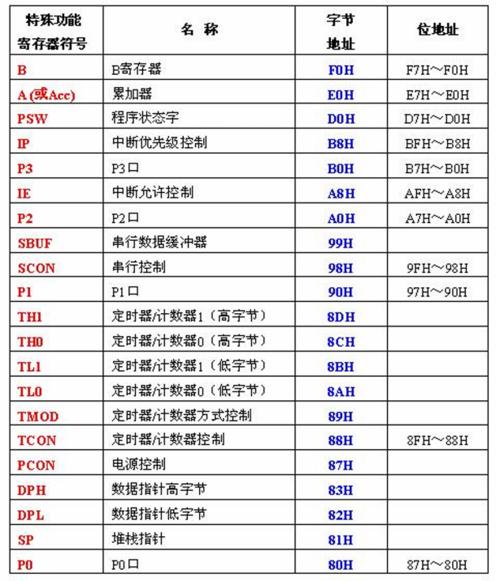 特殊功能 寄存器符号 名 称 字节 地址 位地址
B B寄存器 F0H F7H～F0H
A (或Acc) 累加器 E0H E7H～E0H
PSW 程序状态字 D0H D7H～D0H
IP 中断优先级控制 B8H BFH～B8H
P3 P3口 B0H B7H～B0H
IE 中断允许控制 A8H AFH～A8H
P2 P2口 A0H A7H～A0H
SBUF 串行数据缓冲器 99H
SCON 串行控制 98H 9FH～98H
P1 P1口 90H 97H～90H
TH1 定时器/计数器1（高字节） 8DH
TH0 定时器/计数器0（高字节） 8CH
TL1 定时器/计数器1（低字节） 8BH
TL0 定时器/计数器0（低字节） 8AH
TMOD 定时器/计数器方式控制 89H
TCON 定时器/计数器控制 88H 8FH～88H
PCON 电源控制 87H
DPH 数据指针高字节 83H
DPL 数据指针低字节 82H
SP 堆栈指针 81H
P0 P0口 80H 87H～80H